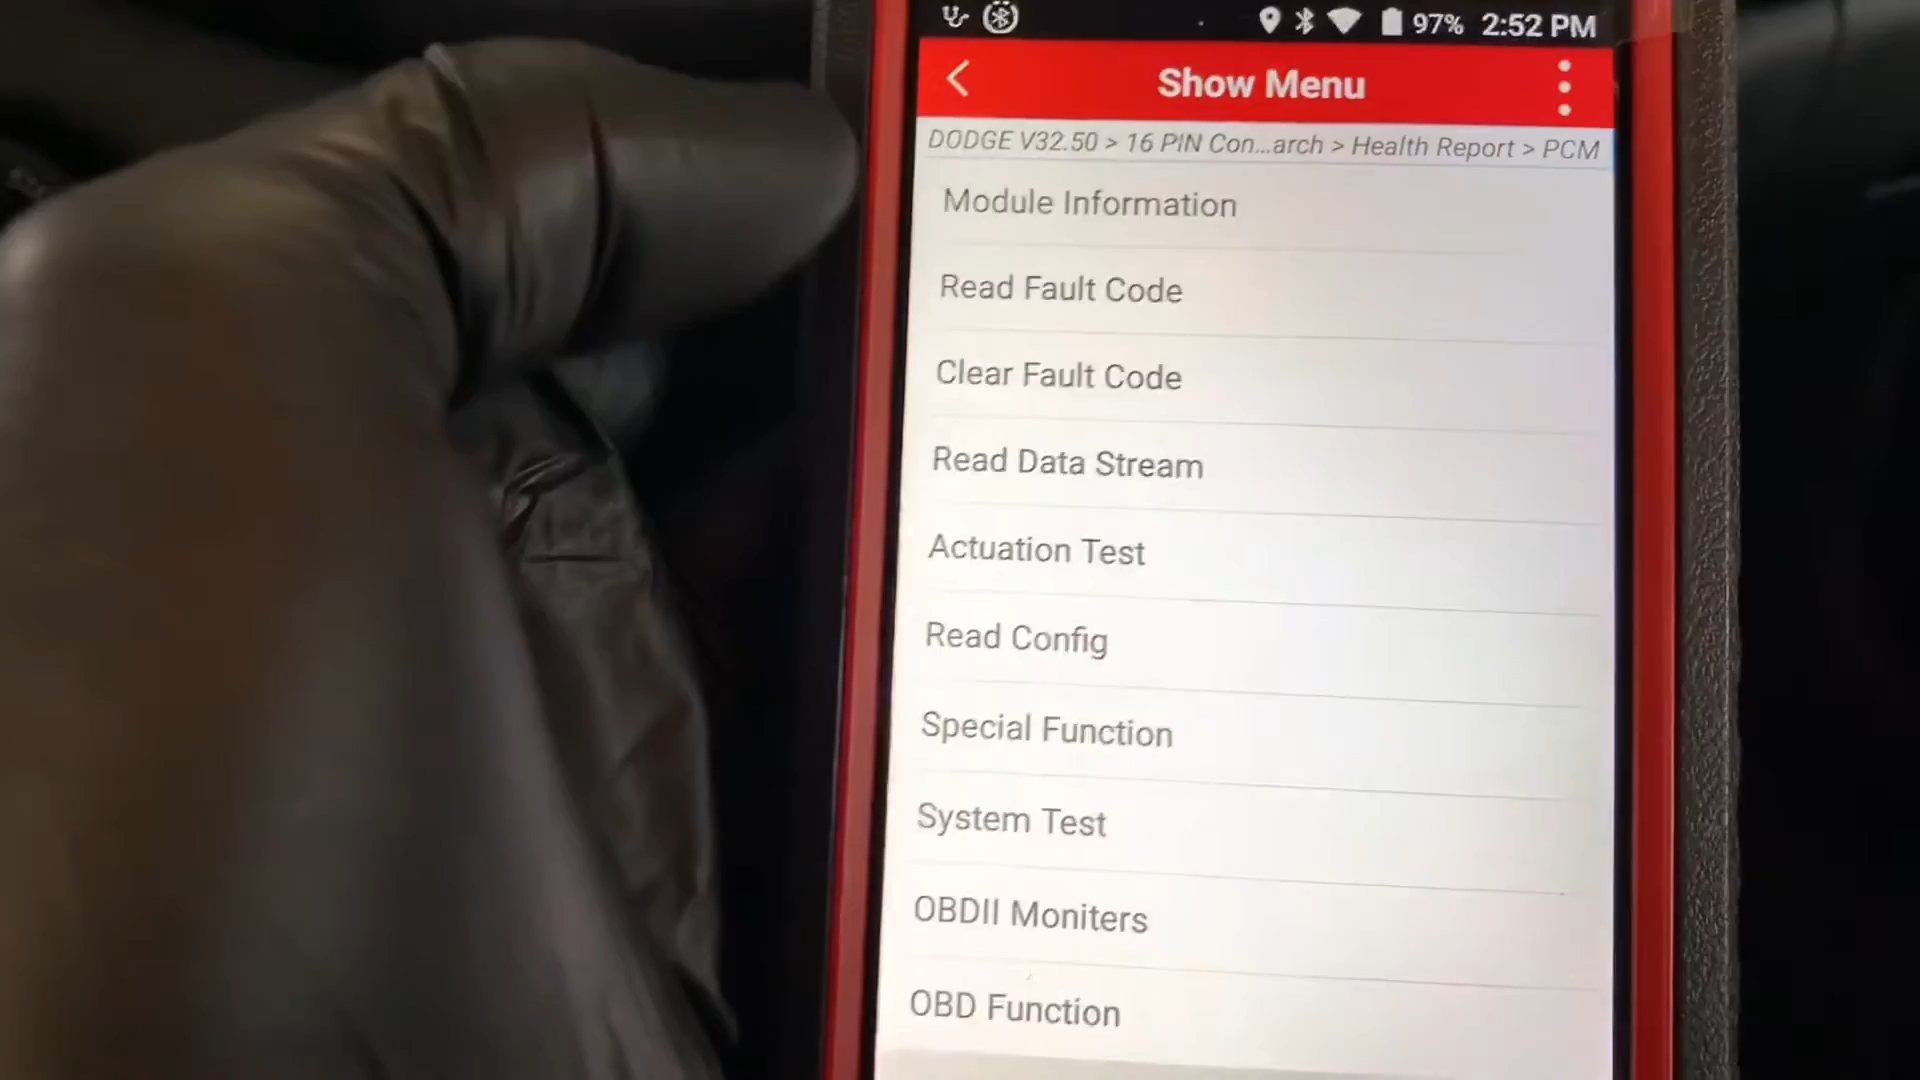 97% 2:52 PM
Show Menu
DODGE V32.50 > 16 PIN Con...arch > Health Report > PCM
Module Information
Read Fault Code
Clear Fault Code
Read Data Stream
Actuation Test
Read Config
Special Function
System Test
OBDII Moniters
OBD Function